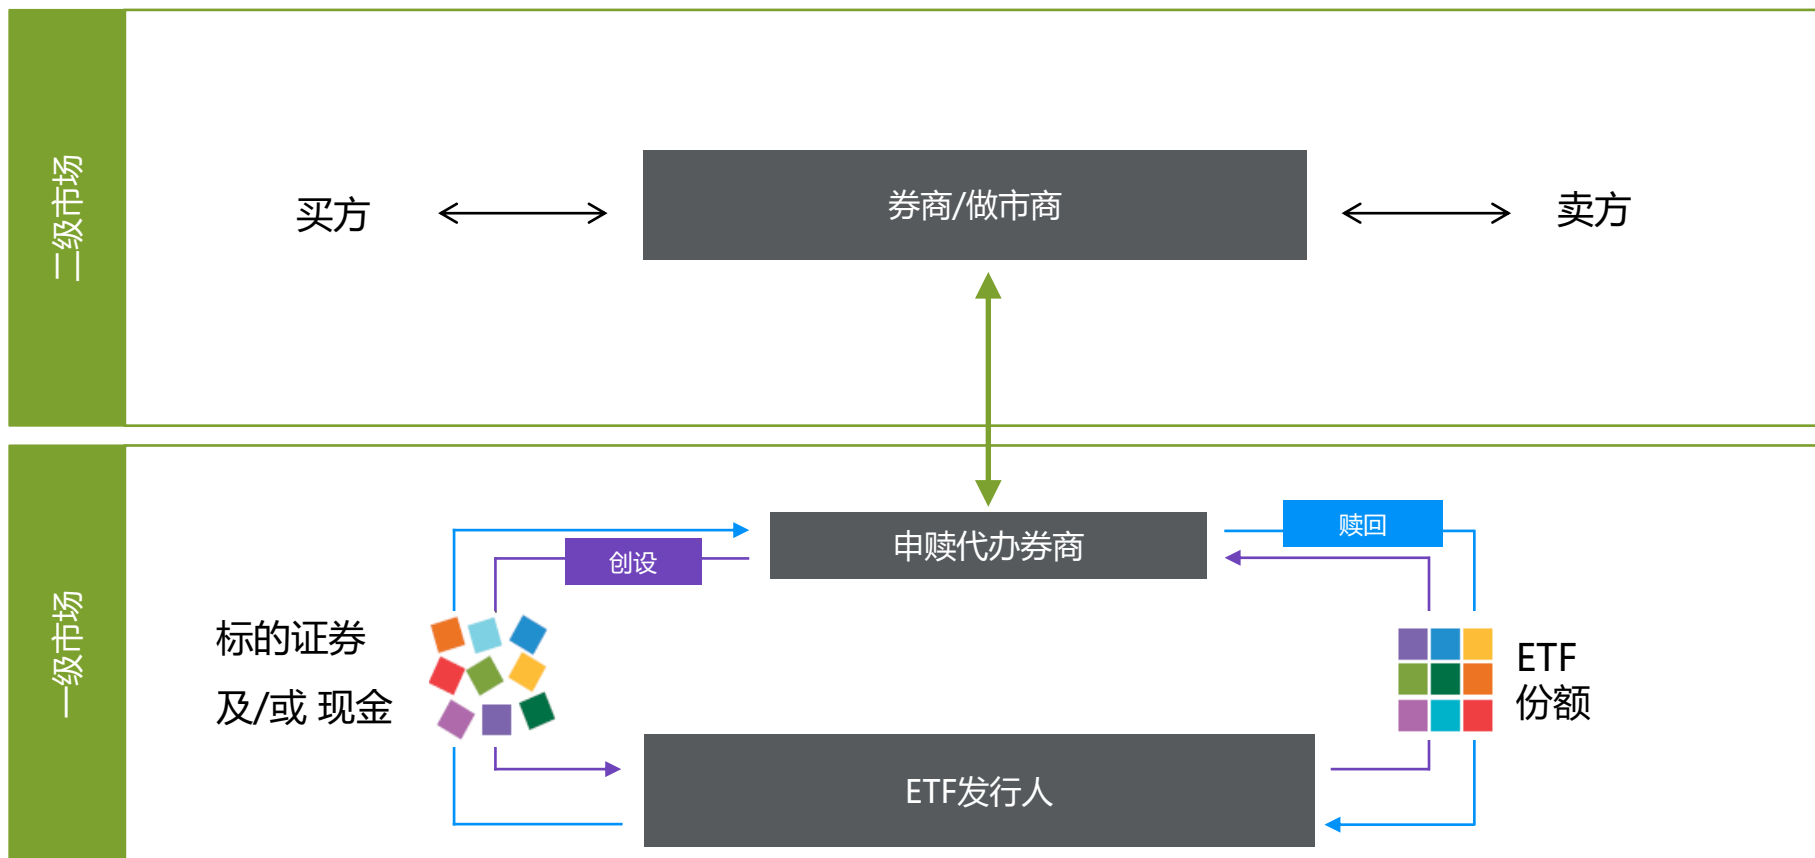 二级市场
买方
券商/做市商
卖方
一级市场
申赎代办券商
赎回
创设
标的证券
及/或 现金
ETF
份额
ETF发行人